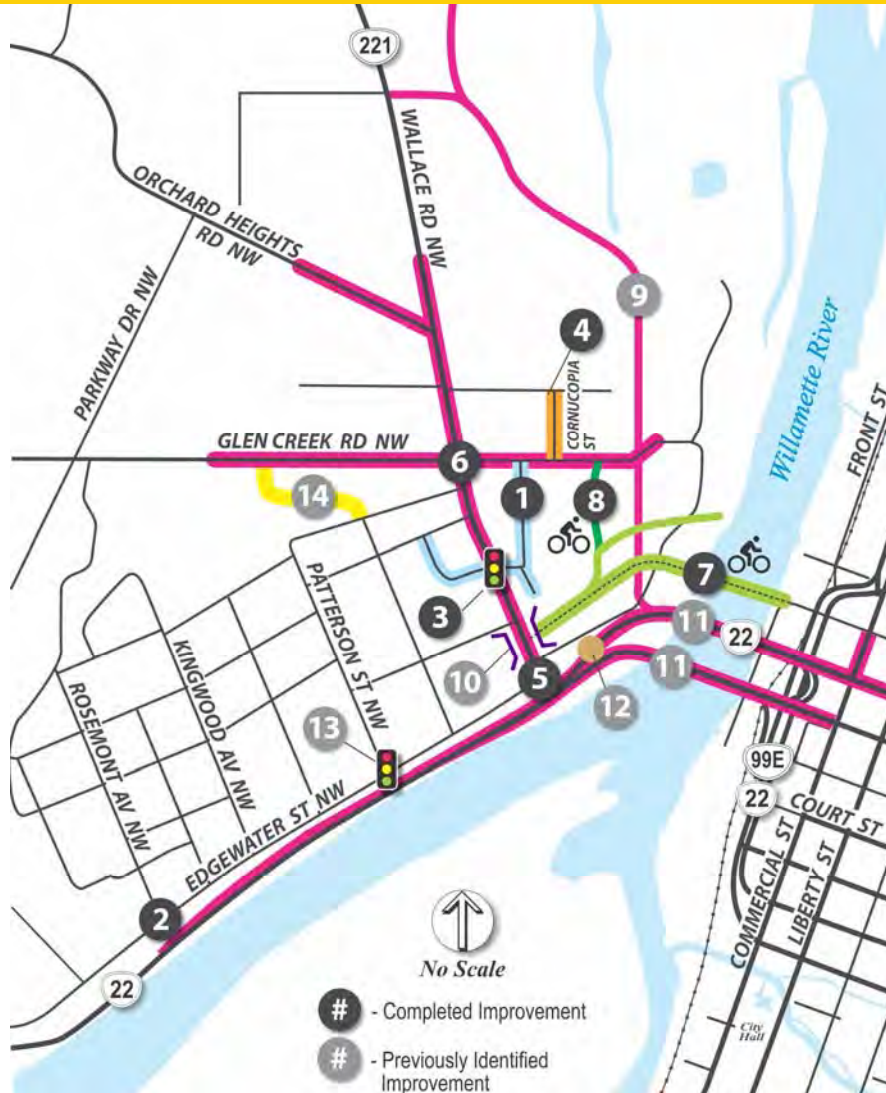 221
WALLACE RD NW
ORCHARD HEIGHTS
RD NW
PARKWAY DR NW
9
4
CORNUCOPIA
ST
Willamette River
FRONT ST
GLEN CREEK RD NW
6
14
1
8
7
3
PATTERSON ST NW
KINGWOOD AV NW
ROSEMONT AV NW
10
5
12
11
22
11
13
EDGEWATER ST NW
99E
22
COURT ST
COMMERCIAL ST
LIBERTY ST
2
22
No Scale
# - Completed Improvement
# - Previously Identified
Improvement
City
Hall